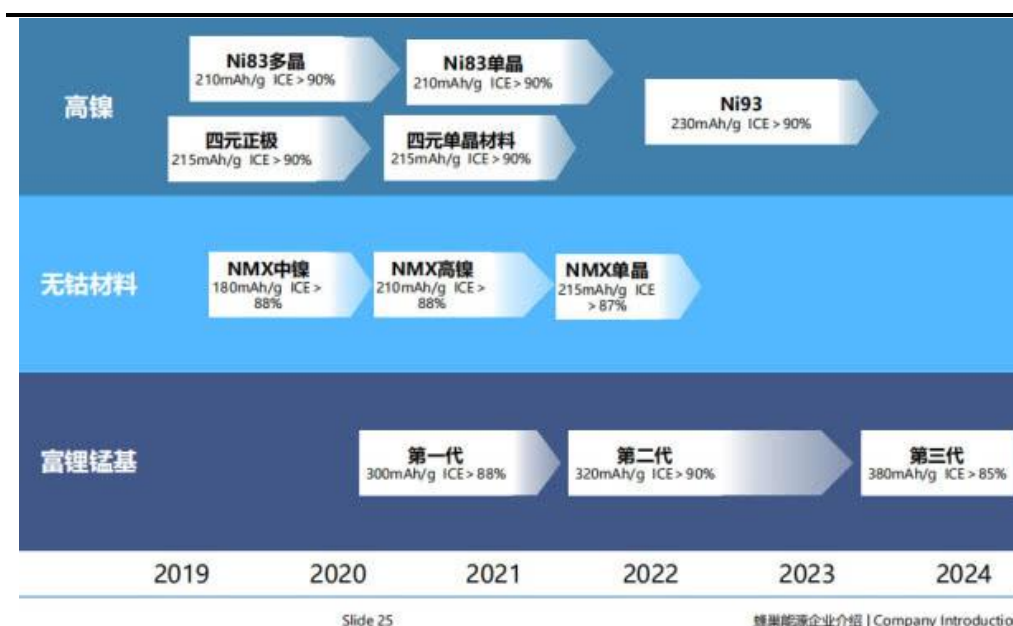 Ni83多晶
210mAh/g ICE > 90%
Ni83单晶
210mAh/g ICE > 90%
高镍
Ni93
230mAh/g ICE > 90%
四元正极
215mAh/g ICE > 90%
四元单晶材料
215mAh/g ICE > 90%
无钴材料
NMX中镍
180mAh/g ICE >
88%
NMX高镍
210mAh/g ICE >
88%
NMX单晶
215mAh/g ICE
> 87%
富锂锰基
第一代
300mAh/g ICE > 88%
第二代
320mAh/g ICE > 90%
第三代
380mAh/g ICE > 85%
2019 2020 2021 2022 2023 2024
Slide 25
蜂巢能源企业介绍 | Company Introductio